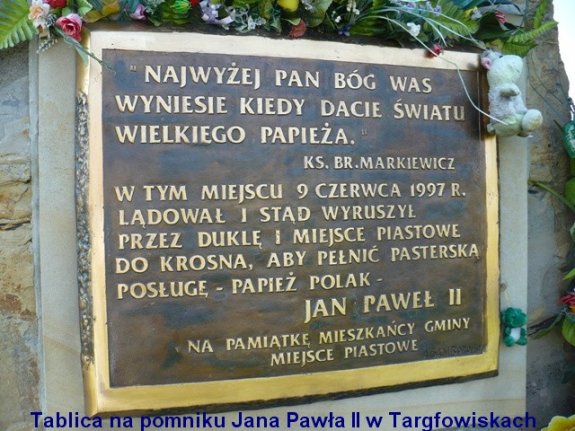 "NAJWYŻEJ PAN BÓG WAS
WYNIESIE KIEDY DACIE ŚWIATU
WIELKIEGO PAPIEŻA."
KS. BR. MARKIEWICZ
W TYM MIEJSCU 9 CZERWCA 1997 R.
LĄDOWAŁ I STĄD WYRUSZYŁ
PRZEZ DUKLĘ I MIEJSCE PIASTOWE
DO KROSNA, ABY PEŁNIĆ PASTERSKĄ
POSŁUGĘ - PAPIEŻ POLAK -
JAN PAWEŁ II
NA PAMIĄTKĘ MIESZKAŃCY GMINY
MIEJSCE PIASTOWE
Tablica na pomniku Jana Pawła II w Targfowiskach